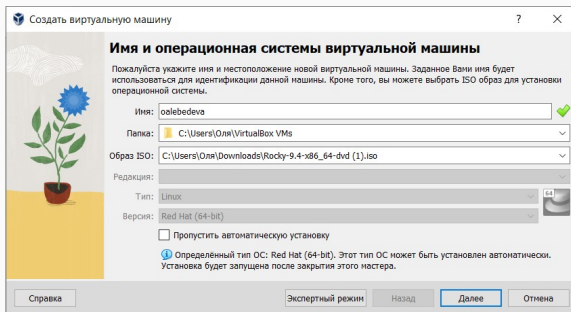 Создать виртуальную машину
Имя и операционная системы виртуальной машины
Пожалуйста укажите имя и местоположение новой виртуальной машины. Заданное Вами имя будет
использоваться для идентификации данной машины. Кроме того, вы можете выбрать ISO образ для установки
операционной системы.
Имя: oalebedeva
Папка: C:\Users\Оля\VirtualBox VMs
Образ ISO: C:\Users\Оля\Downloads\Rocky-9.4-x86_64-dvd (1).iso
Редакция:
Тип: Linux 64
Версия: Red Hat (64-bit)
Пропустить автоматическую установку
Определённый тип ОС: Red Hat (64-bit). Этот тип ОС может быть установлен автоматически.
Установка будет запущена после закрытия этого мастера.
Справка Экспертный режим Назад Далее Отмена